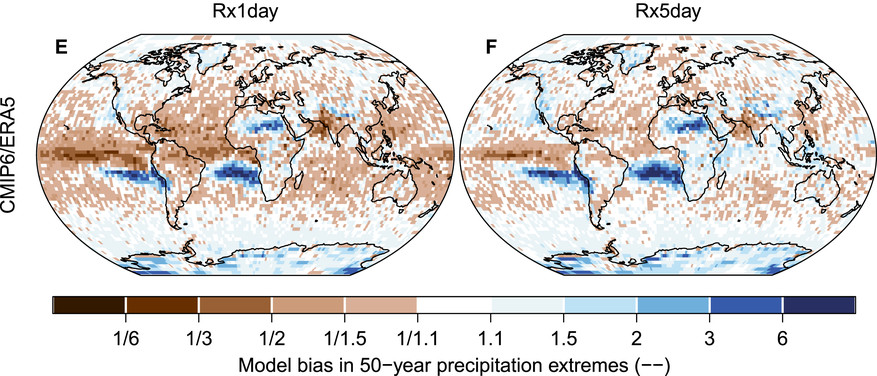 Rx1day Rx5day
E F
CMIP6/ERA5
1/6 1/3 1/2 1/1.5 1/1.1 1.1 1.5 2 3 6
Model bias in 50−year precipitation extremes (−−)